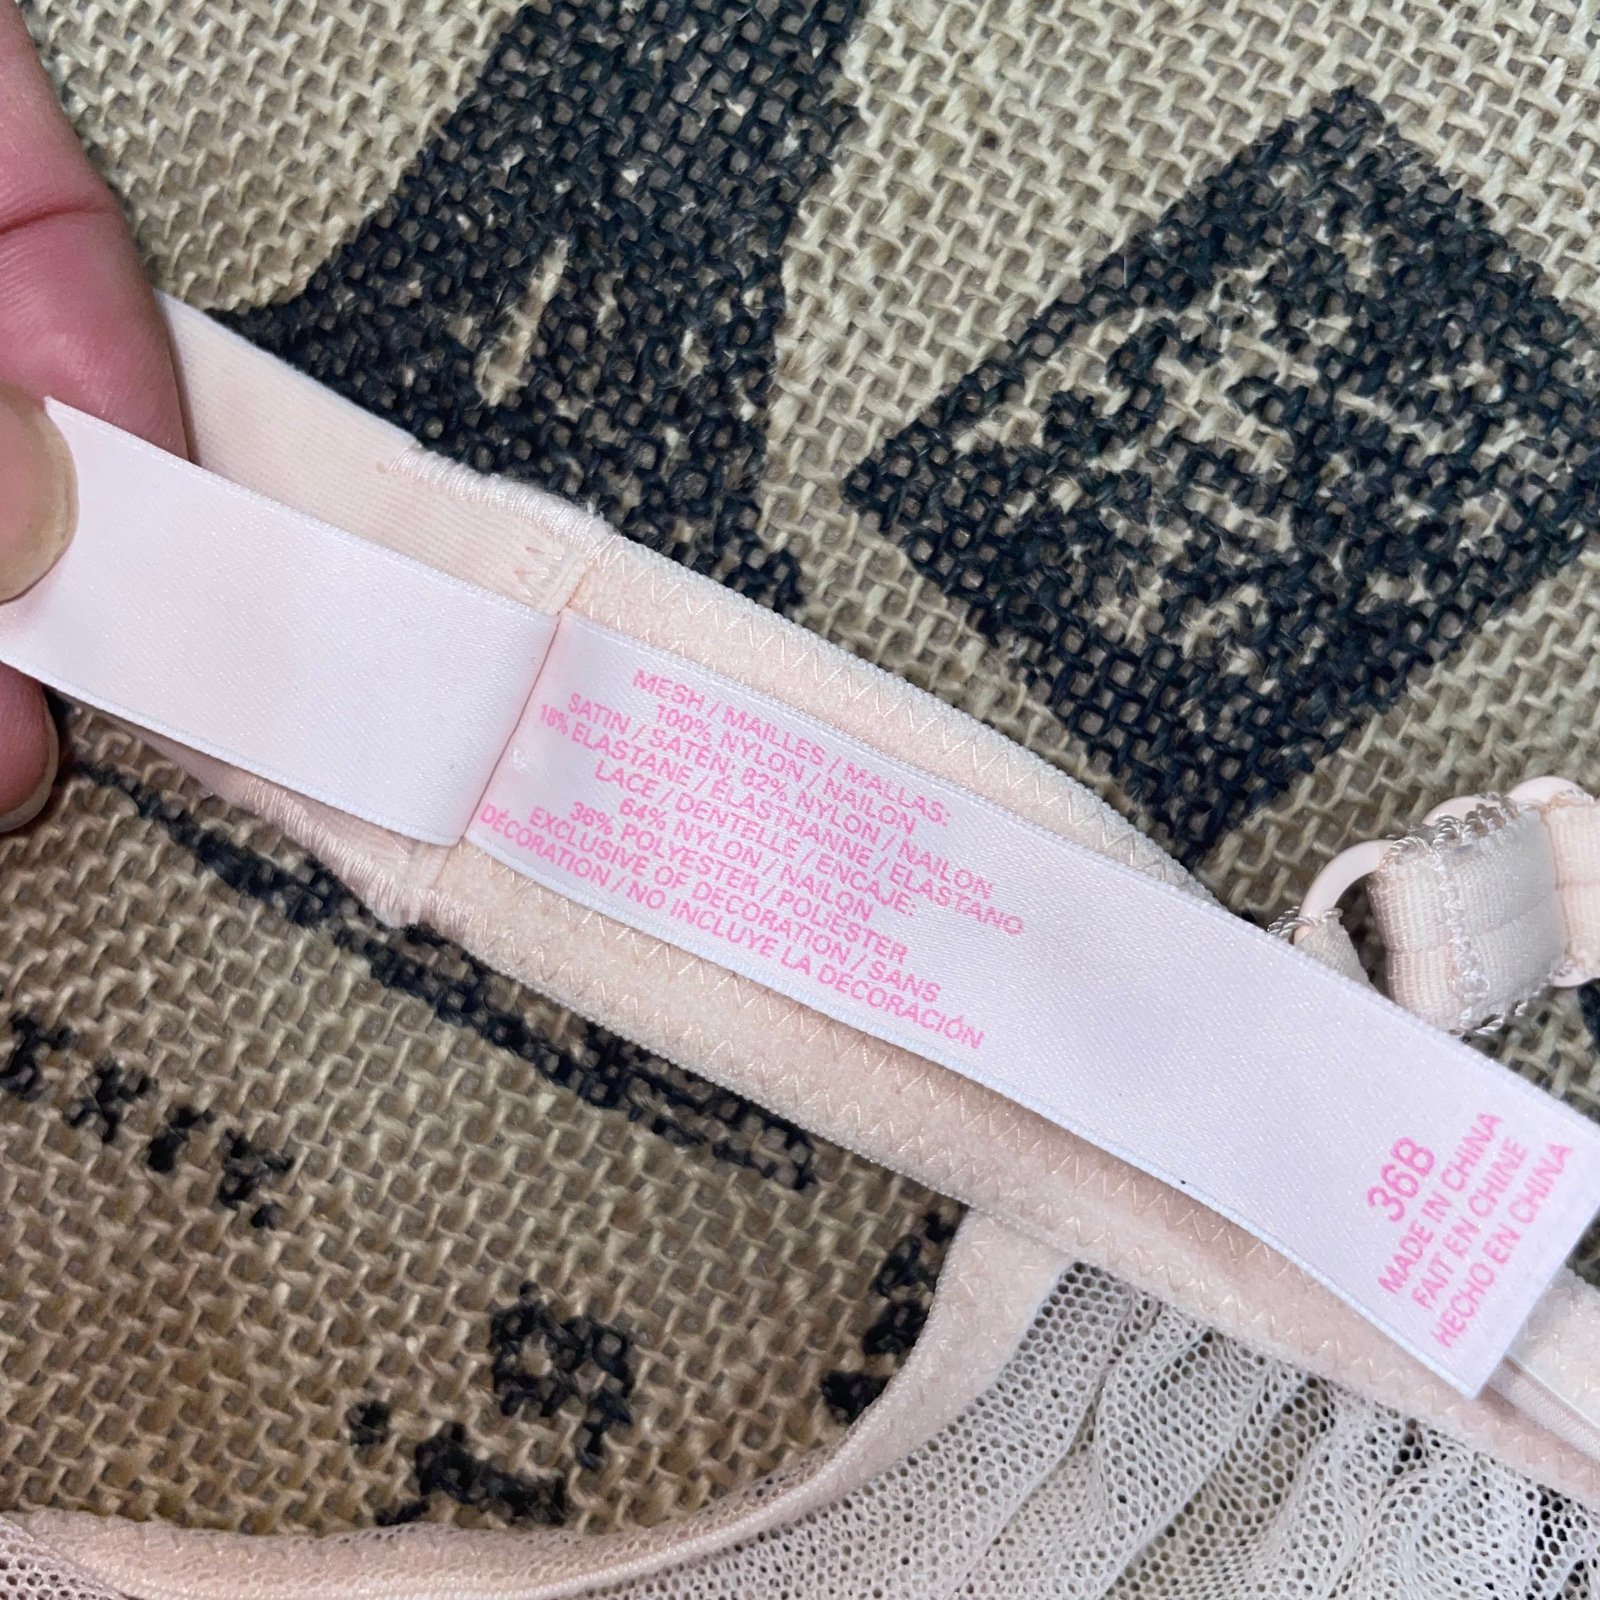 MESH / MAILLES / MALLAS:
100% NYLON / NAILON
SATIN / SATÉN: 82% NYLON / NAILON
18% ELASTANE / ÉLASTHANNE / ELASTANO
LACE / DENTELLE / ENCAJE:
64% NYLON / NAILON
36% POLYESTER / POLIÉSTER
EXCLUSIVE OF DECORATION / SANS
DÉCORATION / NO INCLUYE LA DECORACIÓN
36B
MADE IN CHINA
FAIT EN CHINE
HECHO EN CHINA